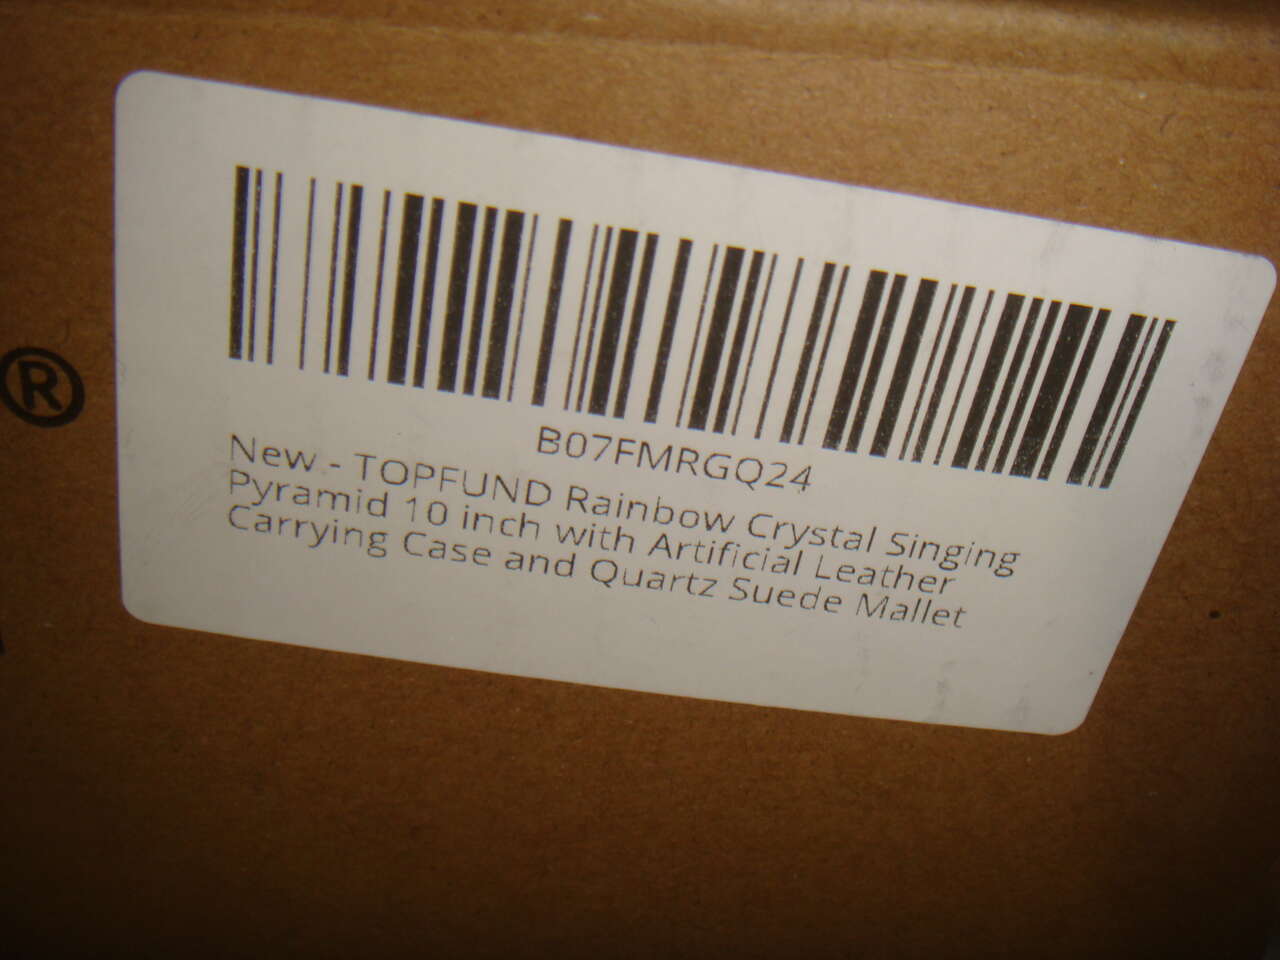 B07FMRGQ24
New - TOPFUND Rainbow Crystal Singing
Pyramid 10 inch with Artificial Leather
Carrying Case and Quartz Suede Mallet
®